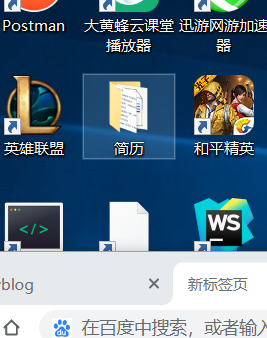 Postman
大黄蜂云课堂
播放器
迅游网游加速
器
英雄联盟
简历
和平精英
</>
WS
blog
新标签页
在百度中搜索，或者输入